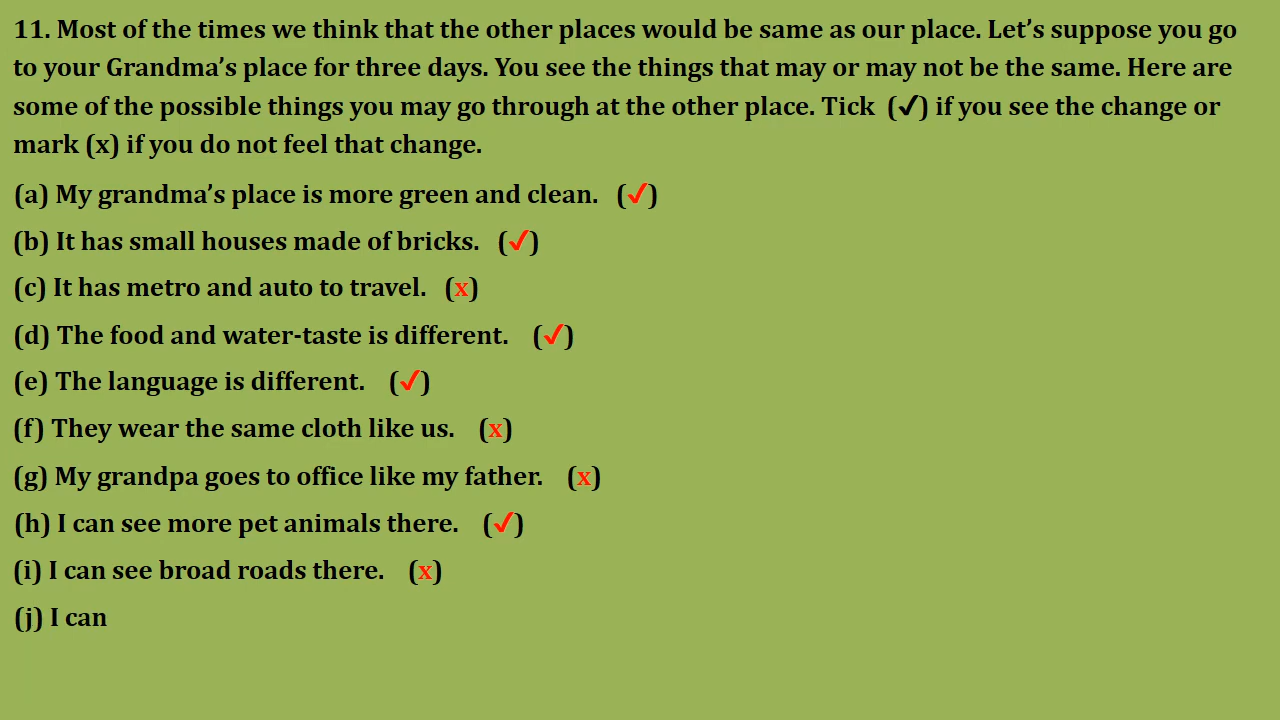 11. Most of the times we think that the other places would be same as our place. Let’s suppose you go
to your Grandma’s place for three days. You see the things that may or may not be the same. Here are
some of the possible things you may go through at the other place. Tick (✓) if you see the change or
mark (x) if you do not feel that change.
(a) My grandma’s place is more green and clean. (✓)
(b) It has small houses made of bricks. (✓)
(c) It has metro and auto to travel. (x)
(d) The food and water-taste is different. (✓)
(e) The language is different. (✓)
(f) They wear the same cloth like us. (x)
(g) My grandpa goes to office like my father. (x)
(h) I can see more pet animals there. (✓)
(i) I can see broad roads there. (x)
(j) I can